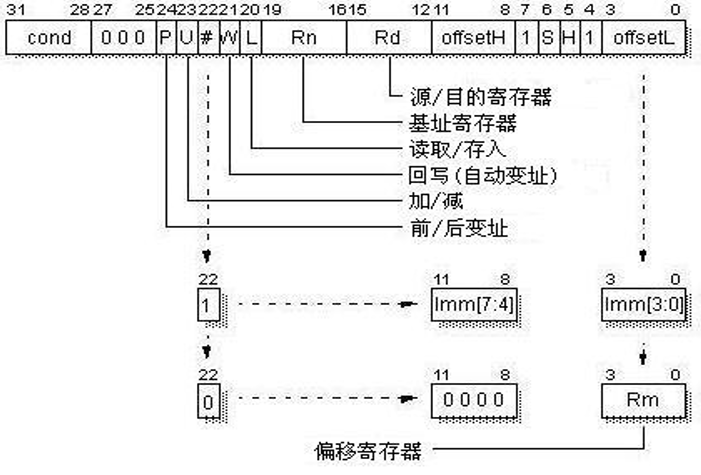 31 28 27 25 24 23 22 21 20 19 16 15 12 11 8 7 6 5 4 3 0
cond 0 0 0 P U # W L Rn Rd offsetH 1 S H 1 offsetL
源/目的寄存器
基址寄存器
读取/存入
回写(自动变址)
加/减
前/后变址
22 11 8 3 0
1 Imm[7:4] Imm[3:0]
22 11 8 3 0
0 0 0 0 0 Rm
偏移寄存器